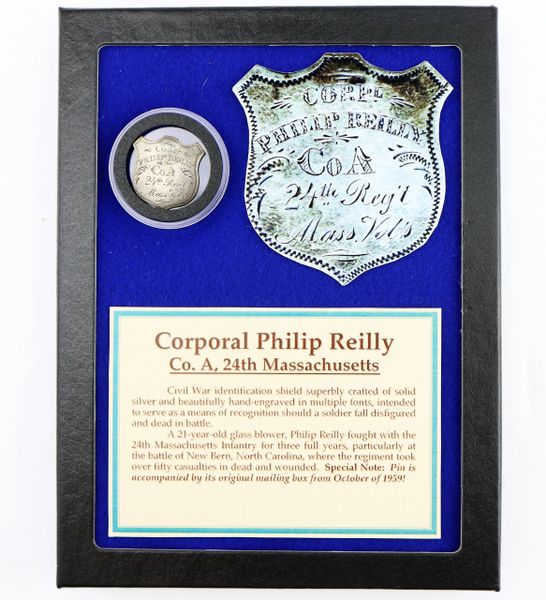 CORPL
PHILIP REILLY
Co A
24th Reg't
Mass. Vol's
CORPL
PHILIP REILLY
Co A
24th Reg't
Mass Vol's
Corporal Philip Reilly
Co. A, 24th Massachusetts
Civil War identification shield superbly crafted of solid
silver and beautifully hand-engraved in multiple fonts, intended
to serve as a means of recognition should a soldier fall disfigured
and dead in battle.
A 21-year-old glass blower, Philip Reilly fought with the
24th Massachusetts Infantry for three full years, particularly at
the battle of New Bern, North Carolina, where the regiment took
over fifty casualties in dead and wounded. Special Note: Pin is
accompanied by its original mailing box from October of 1959!